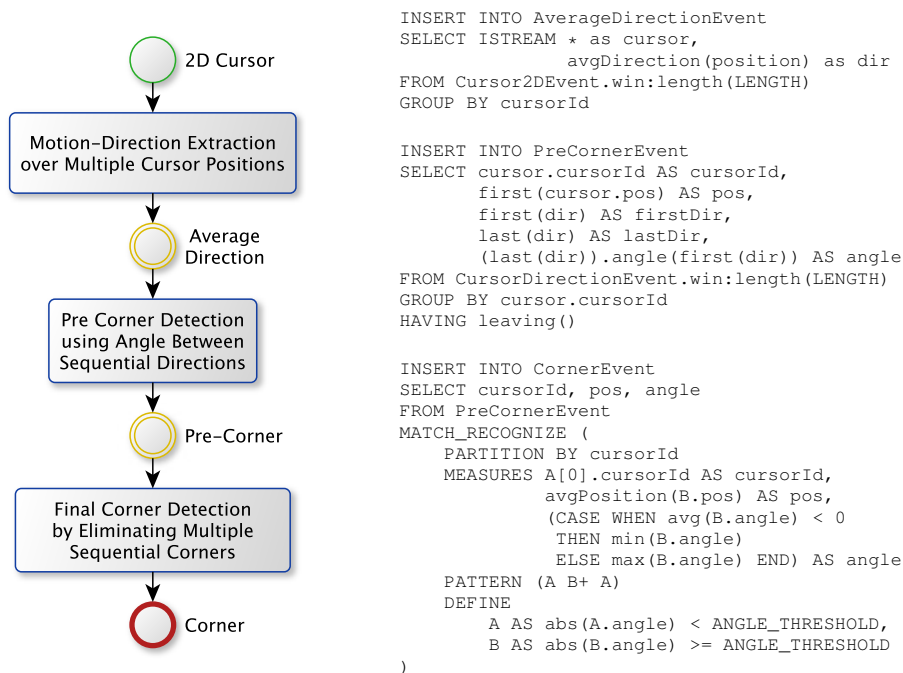 2D Cursor
Motion-Direction Extraction
over Multiple Cursor Positions
Average
Direction
Pre Corner Detection
using Angle Between
Sequential Directions
Pre-Corner
Final Corner Detection
by Eliminating Multiple
Sequential Corners
Corner
INSERT INTO AverageDirectionEvent
SELECT ISTREAM * as cursor,
avgDirection(position) as dir
FROM Cursor2DEvent.win:length(LENGTH)
GROUP BY cursorId
INSERT INTO PreCornerEvent
SELECT cursor.cursorId AS cursorId,
first(cursor.pos) AS pos,
first(dir) AS firstDir,
last(dir) AS lastDir,
(last(dir)).angle(first(dir)) AS angle
FROM CursorDirectionEvent.win:length(LENGTH)
GROUP BY cursor.cursorId
HAVING leaving()
INSERT INTO CornerEvent
SELECT cursorId, pos, angle
FROM PreCornerEvent
MATCH_RECOGNIZE (
PARTITION BY cursorId
MEASURES A[0].cursorId AS cursorId,
avgPosition(B.pos) AS pos,
(CASE WHEN avg(B.angle) < 0
THEN min(B.angle)
ELSE max(B.angle) END) AS angle
PATTERN (A B+ A)
DEFINE
A AS abs(A.angle) < ANGLE_THRESHOLD,
B AS abs(B.angle) >= ANGLE_THRESHOLD
)